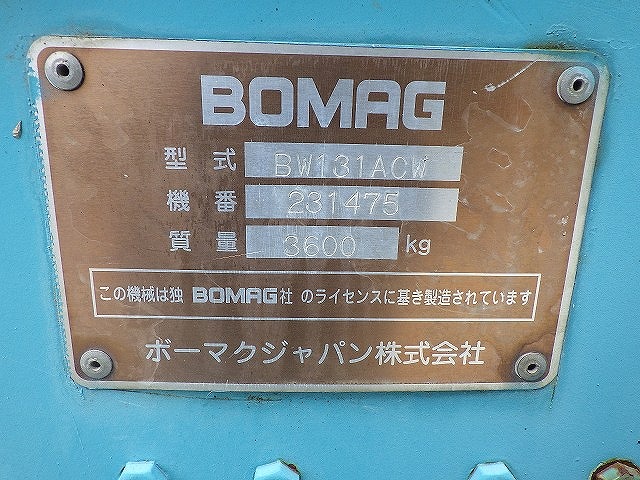 BOMAG
型式 BW131ACW
機番 231475
質量 3600 kg
この機械は独 BOMAG社 のライセンスに基き製造されています
ボーマクジャパン株式会社